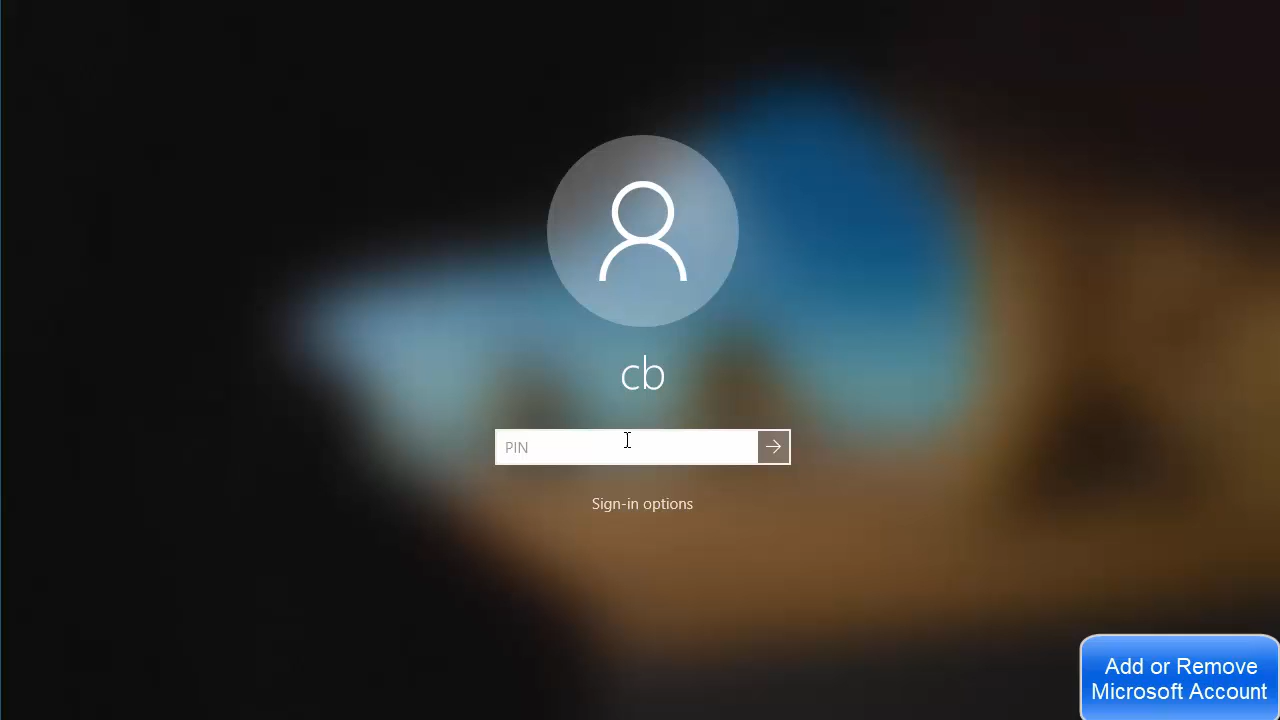 cb
PIN
Sign-in options
Add or Remove
Microsoft Account